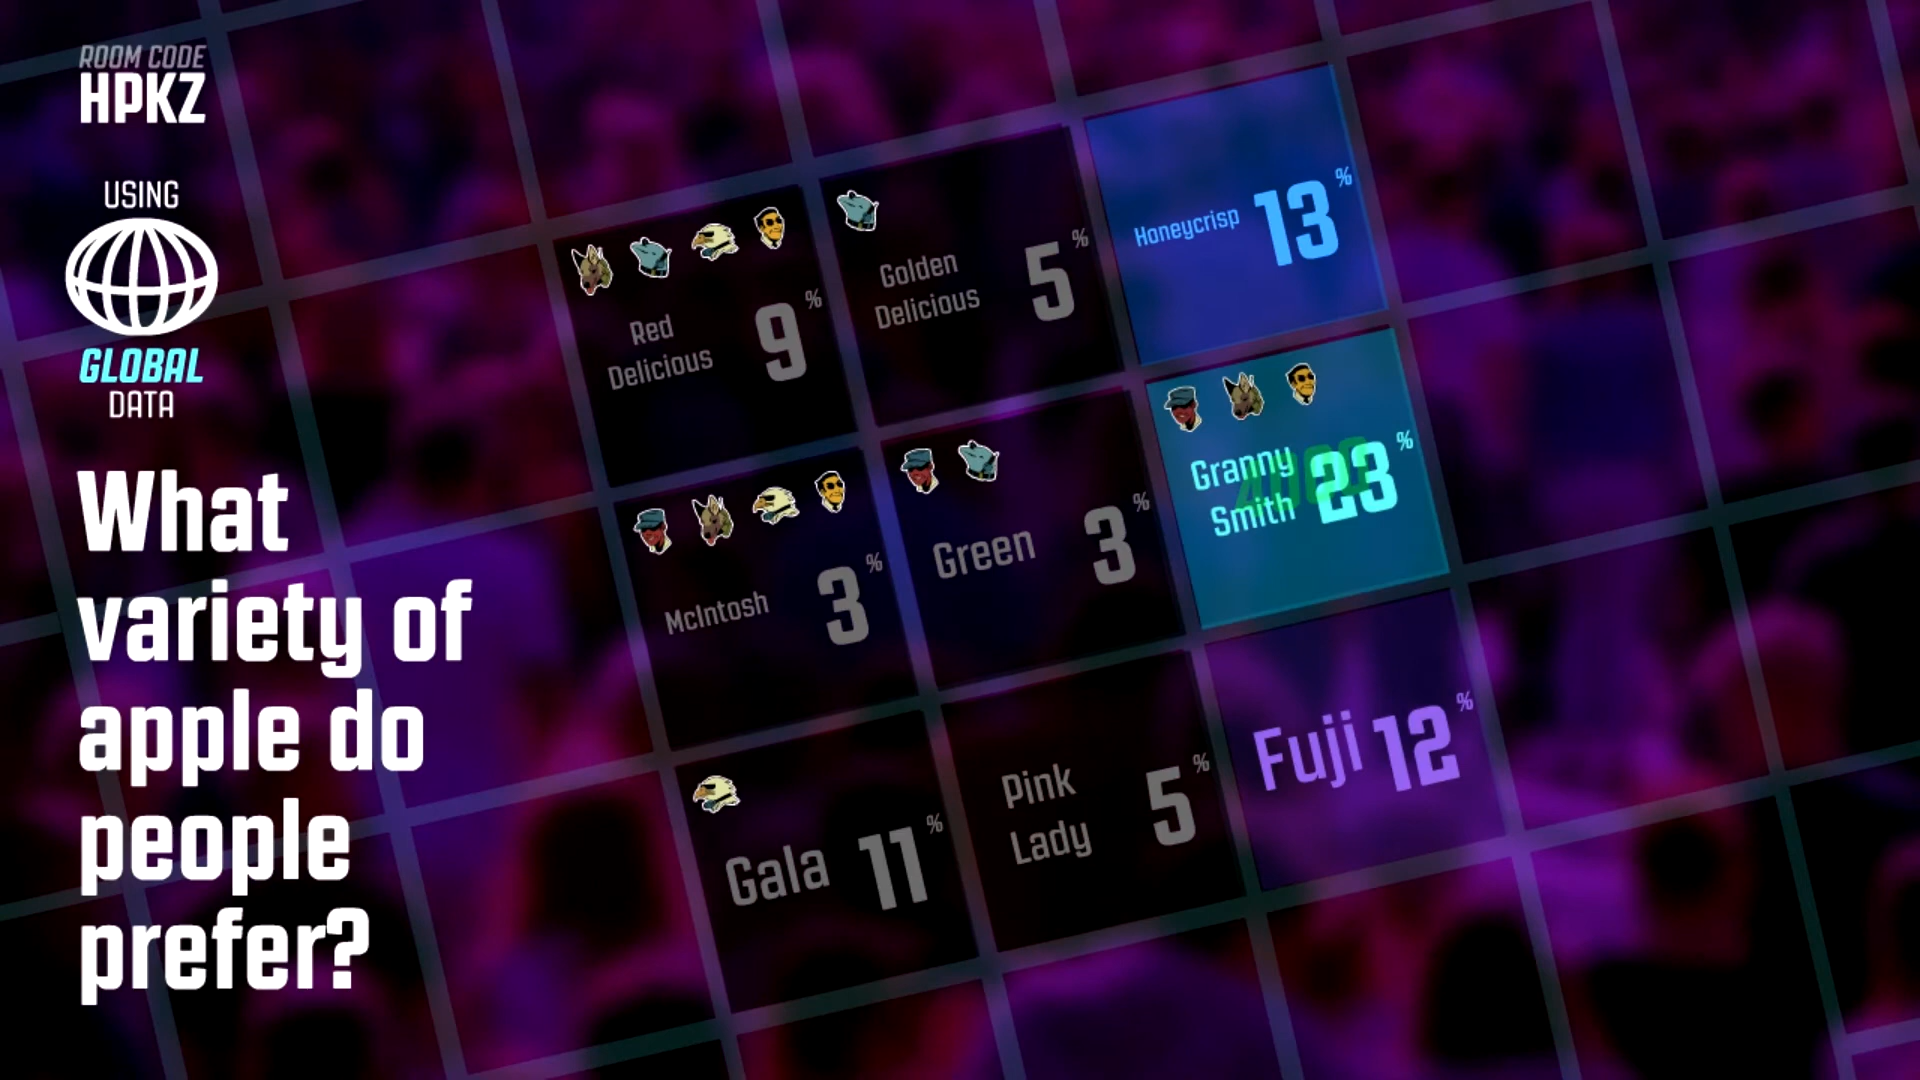 ROOM CODE
HPKZ
USING
GLOBAL
DATA
What
variety of
apple do
people
prefer?
Red
Delicious
9%
Golden
Delicious
5%
Honeycrisp 13%
McIntosh 3%
Green 3%
Granny
Smith
23%
Gala 11%
Pink
Lady
5%
Fuji 12%